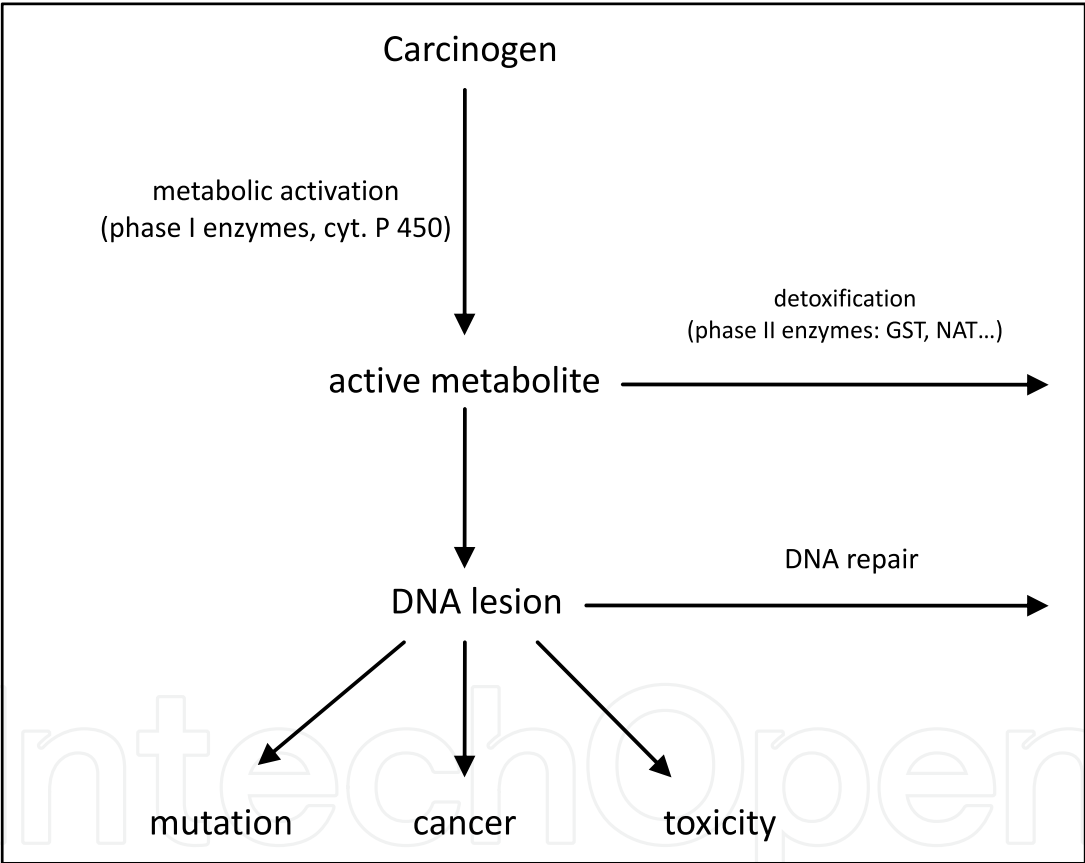 Carcinogen
metabolic activation
(phase I enzymes, cyt. P 450)
detoxification
(phase II enzymes: GST, NAT...)
active metabolite
DNA repair
DNA lesion
mutation
cancer
toxicity
IntechOpen